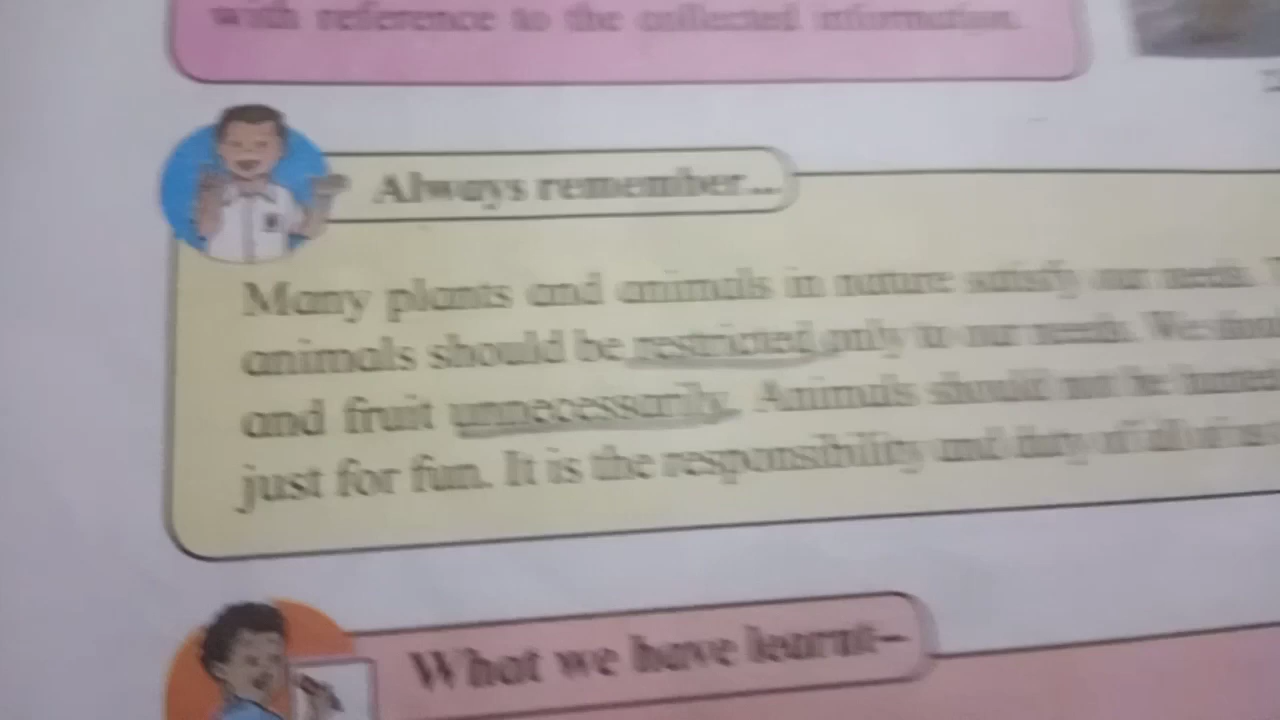 with reference to the collected information.
Always remember...
Many plants and animals in nature satisfy our needs.
animals should be restricted only to our needs. We
and fruit unnecessarily. Animals should not be hunted
just for fun. It is the responsibility and duty of all of us
What we have learnt-